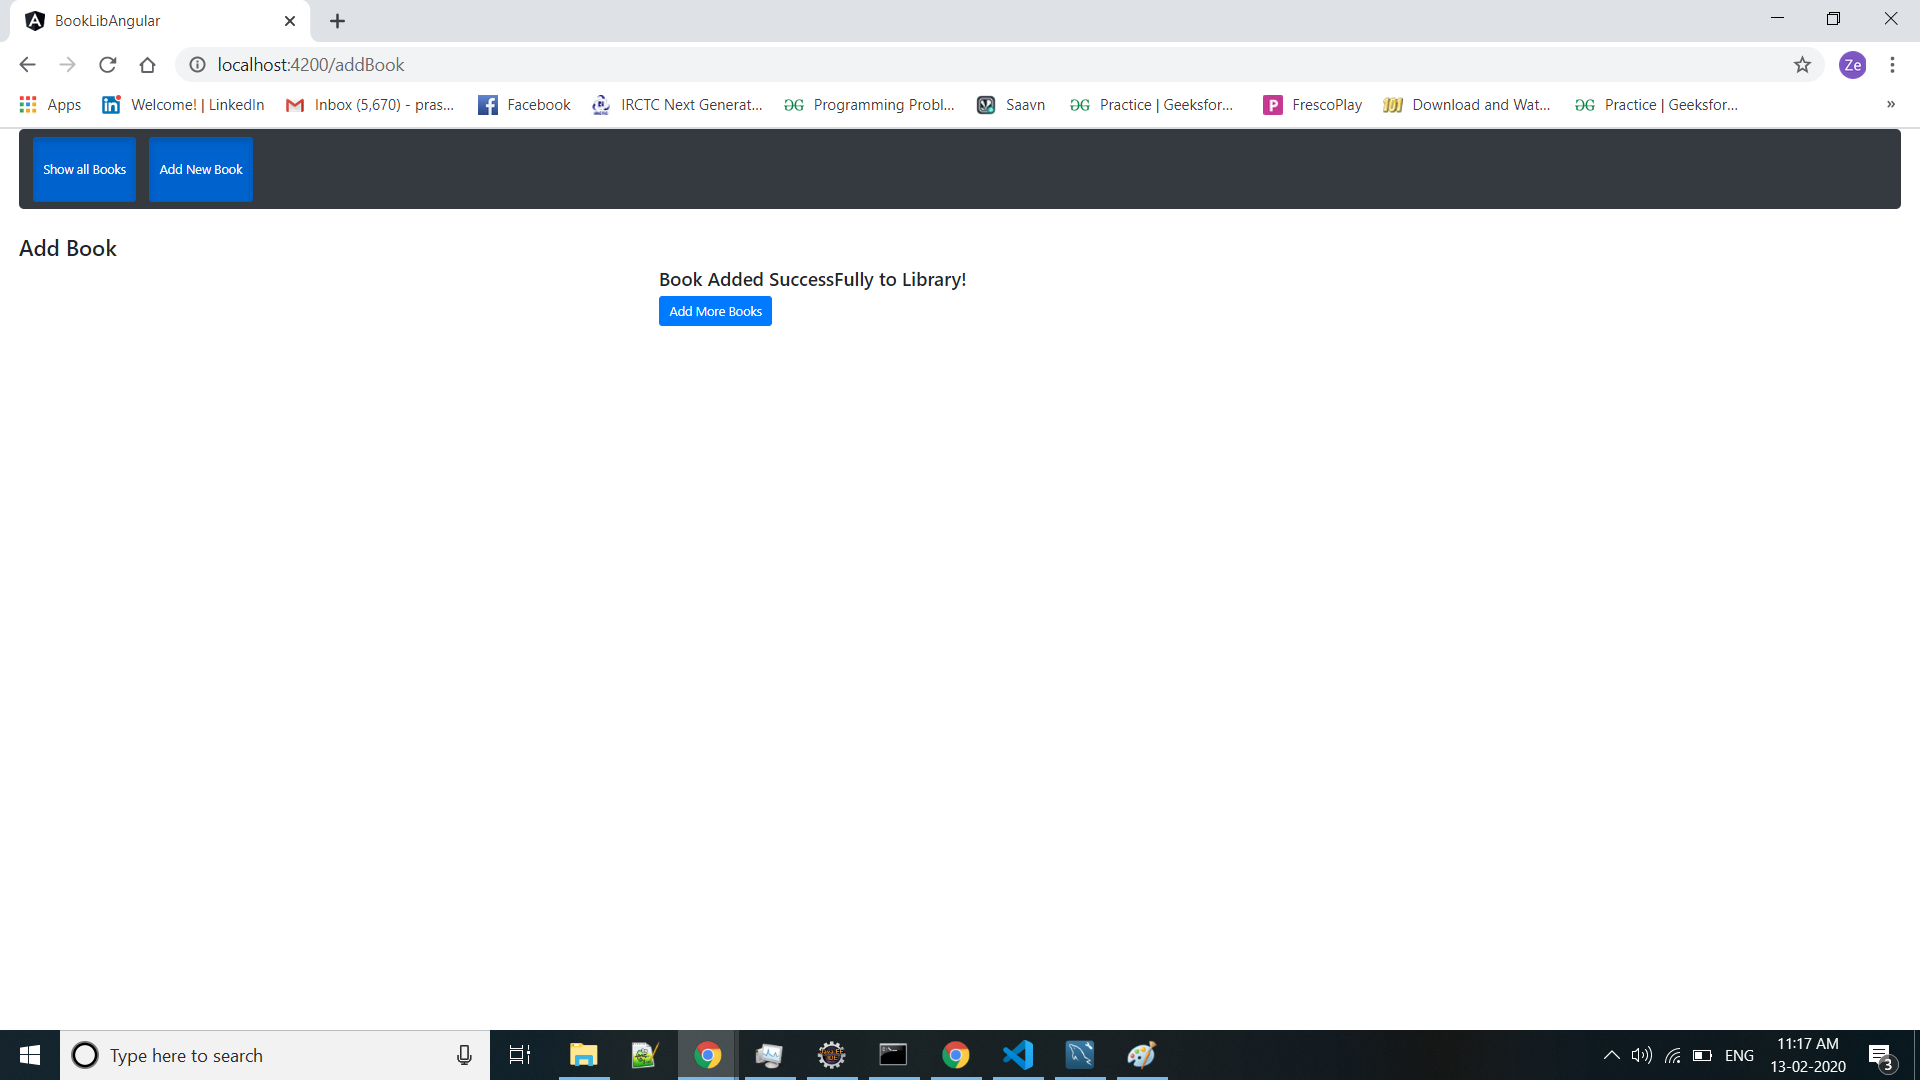 BookLibAngular
localhost:4200/addBook
Ze
Apps
Welcome! | LinkedIn
Inbox (5,670) - pras...
Facebook
IRCTC Next Generat...
Programming Probl...
Saavn
Practice | Geeksfor...
FrescoPlay
Download and Wat...
Practice | Geeksfor...
»
Show all Books
Add New Book
Add Book
Book Added SuccessFully to Library!
Add More Books
Type here to search
ENG
11:17 AM
13-02-2020
3